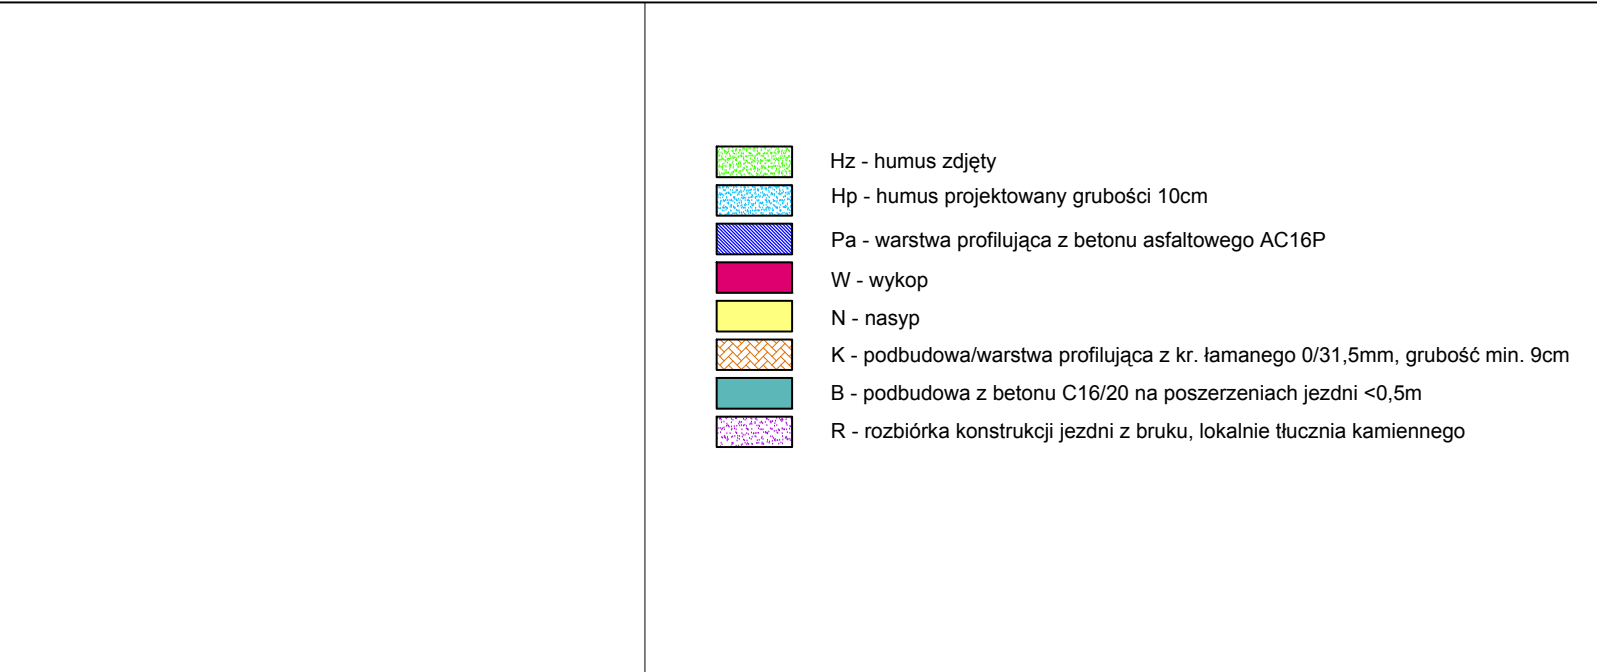 Hz - humus zdjęty
Hp - humus projektowany grubości 10cm
Pa - warstwa profilująca z betonu asfaltowego AC16P
W - wykop
N - nasyp
K - podbudowa/warstwa profilująca z kr. łamanego 0/31,5mm, grubość min. 9cm
B - podbudowa z betonu C16/20 na poszerzeniach jezdni <0,5m
R - rozbiórka konstrukcji jezdni z bruku, lokalnie tłucznia kamiennego